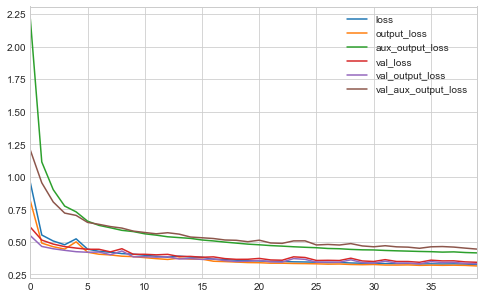 2.25
2.00
1.75
1.50
1.25
1.00
0.75
0.50
0.25
0
5
10
15
20
25
30
35
loss
output_loss
aux_output_loss
val_loss
val_output_loss
val_aux_output_loss